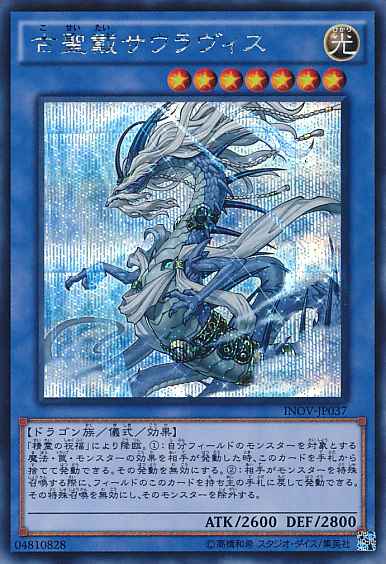 古聖戴サウラヴィス
光
INOV-JP037
【ドラゴン族/儀式/効果】
「精霊の祝福」により降臨。①:自分フィールドのモンスターを対象とする
魔法・罠・モンスターの効果を相手が発動した時、このカードを手札から
捨てて発動できる。その発動を無効にする。②:相手がモンスターを特殊
召喚する際に、フィールドのこのカードを持ち主の手札に戻して発動できる。
その特殊召喚を無効にし、そのモンスターを除外する。
ATK/2600 DEF/2800
04810828
©高橋和希 スタジオ・ダイス/集英社